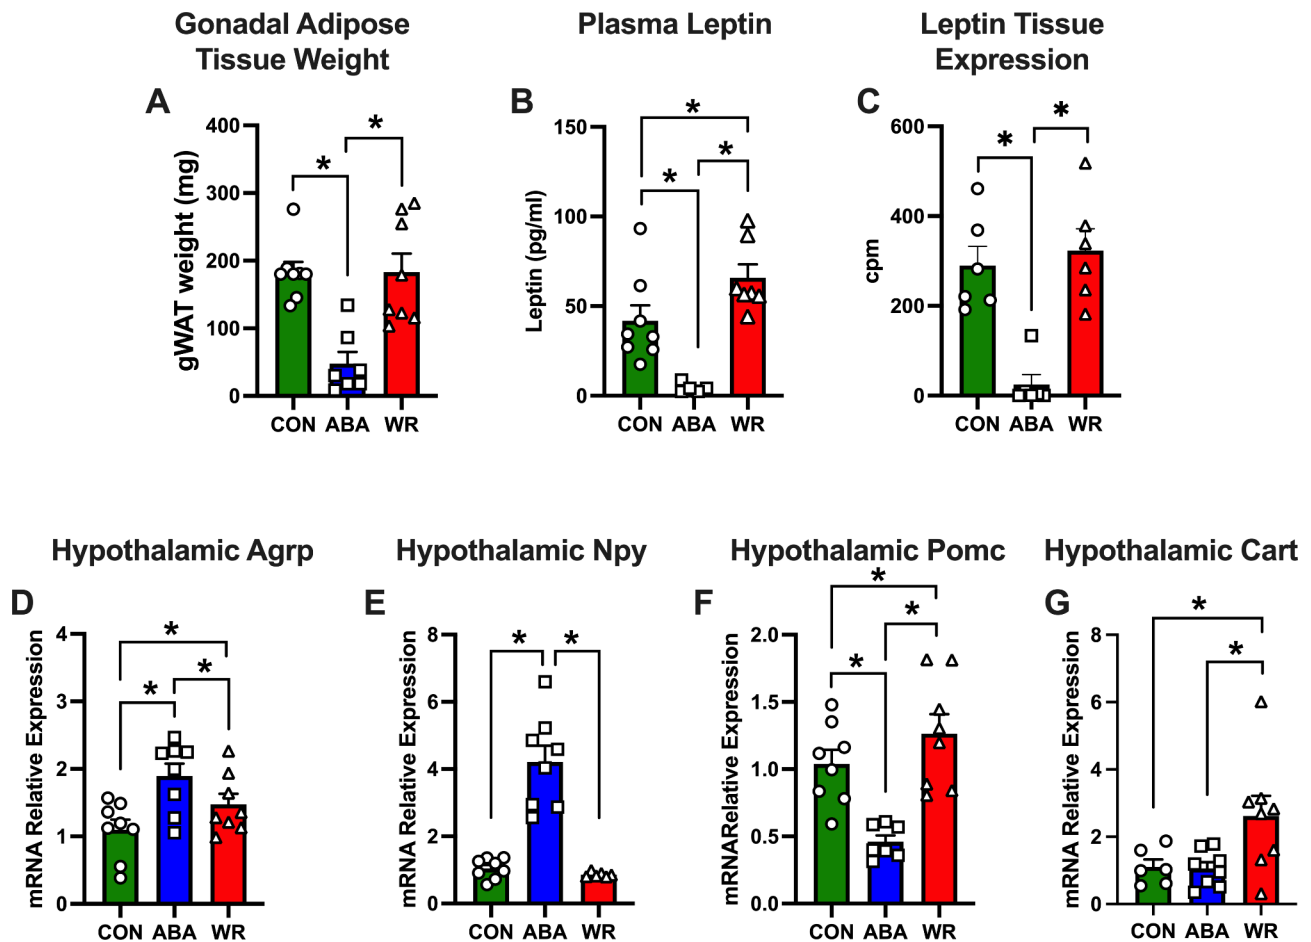 Gonadal Adipose
Tissue Weight
Plasma Leptin
Leptin Tissue
Expression
A
gWAT weight (mg)
400
300
200
100
0
*
*
CON ABA WR
B
Leptin (pg/ml)
150
100
50
0
*
*
*
CON ABA WR
C
cpm
600
400
200
0
*
*
CON ABA WR
Hypothalamic Agrp
Hypothalamic Npy
Hypothalamic Pomc
Hypothalamic Cart
D
mRNA Relative Expression
4
3
2
1
0
*
*
*
CON ABA WR
E
mRNA Relative Expression
8
6
4
2
0
*
*
CON ABA WR
F
mRNARelative Expression
2.0
1.5
1.0
0.5
0.0
*
*
*
CON ABA WR
G
mRNA Relative Expression
8
6
4
2
0
*
*
CON ABA WR